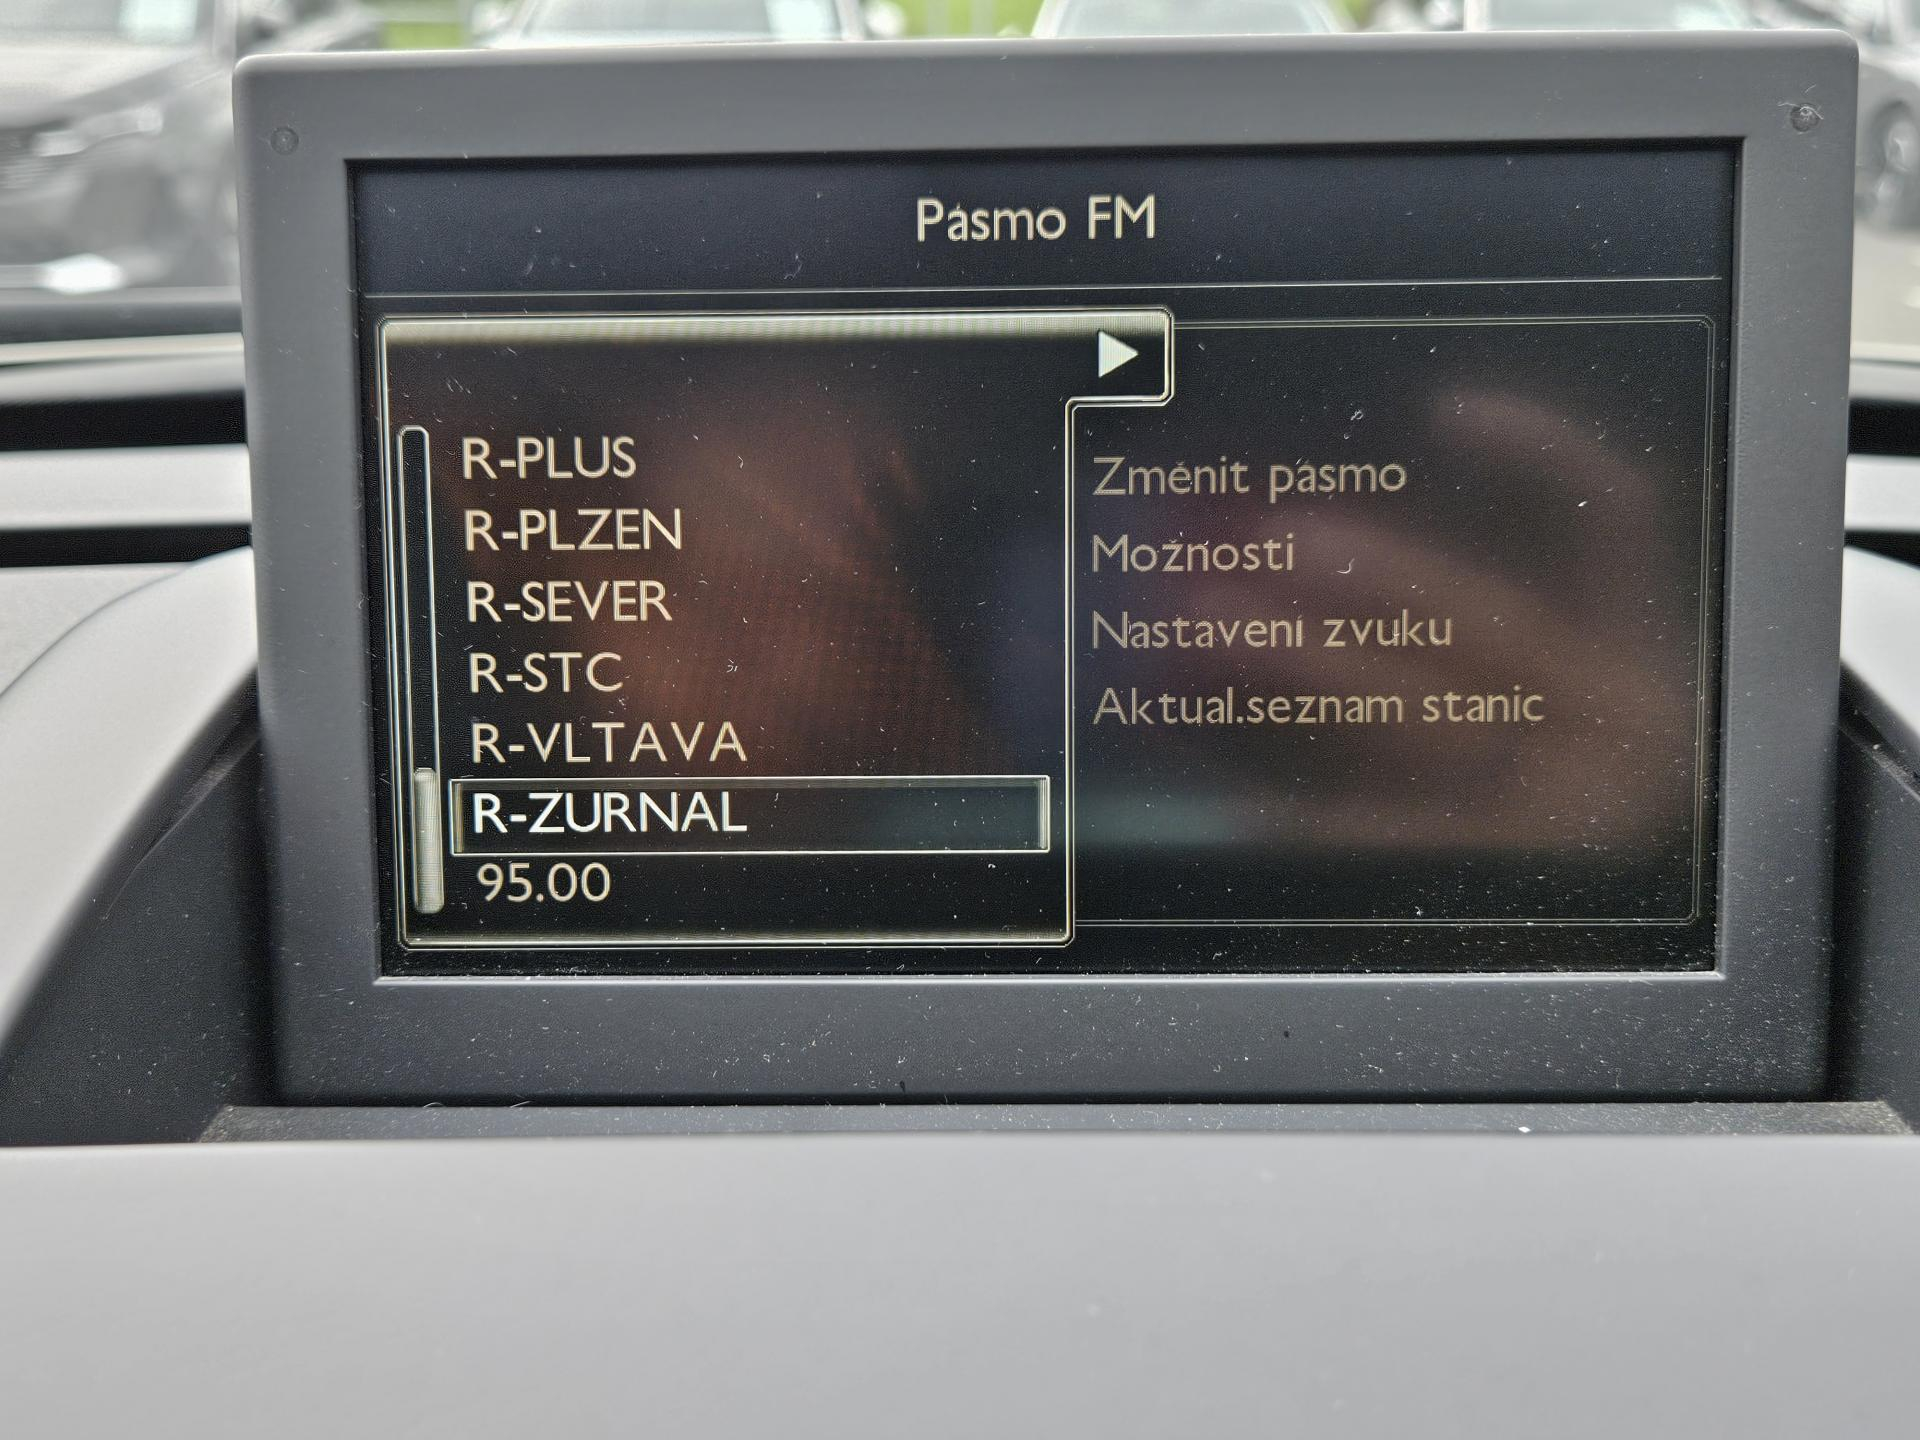 Pásmo FM
R-PLUS
R-PLZEN
R-SEVER
R-STC
R-VLTAVA
R-ZURNAL
95.00
Změnit pásmo
Možnosti
Nastavení zvuku
Aktual.seznam stanic